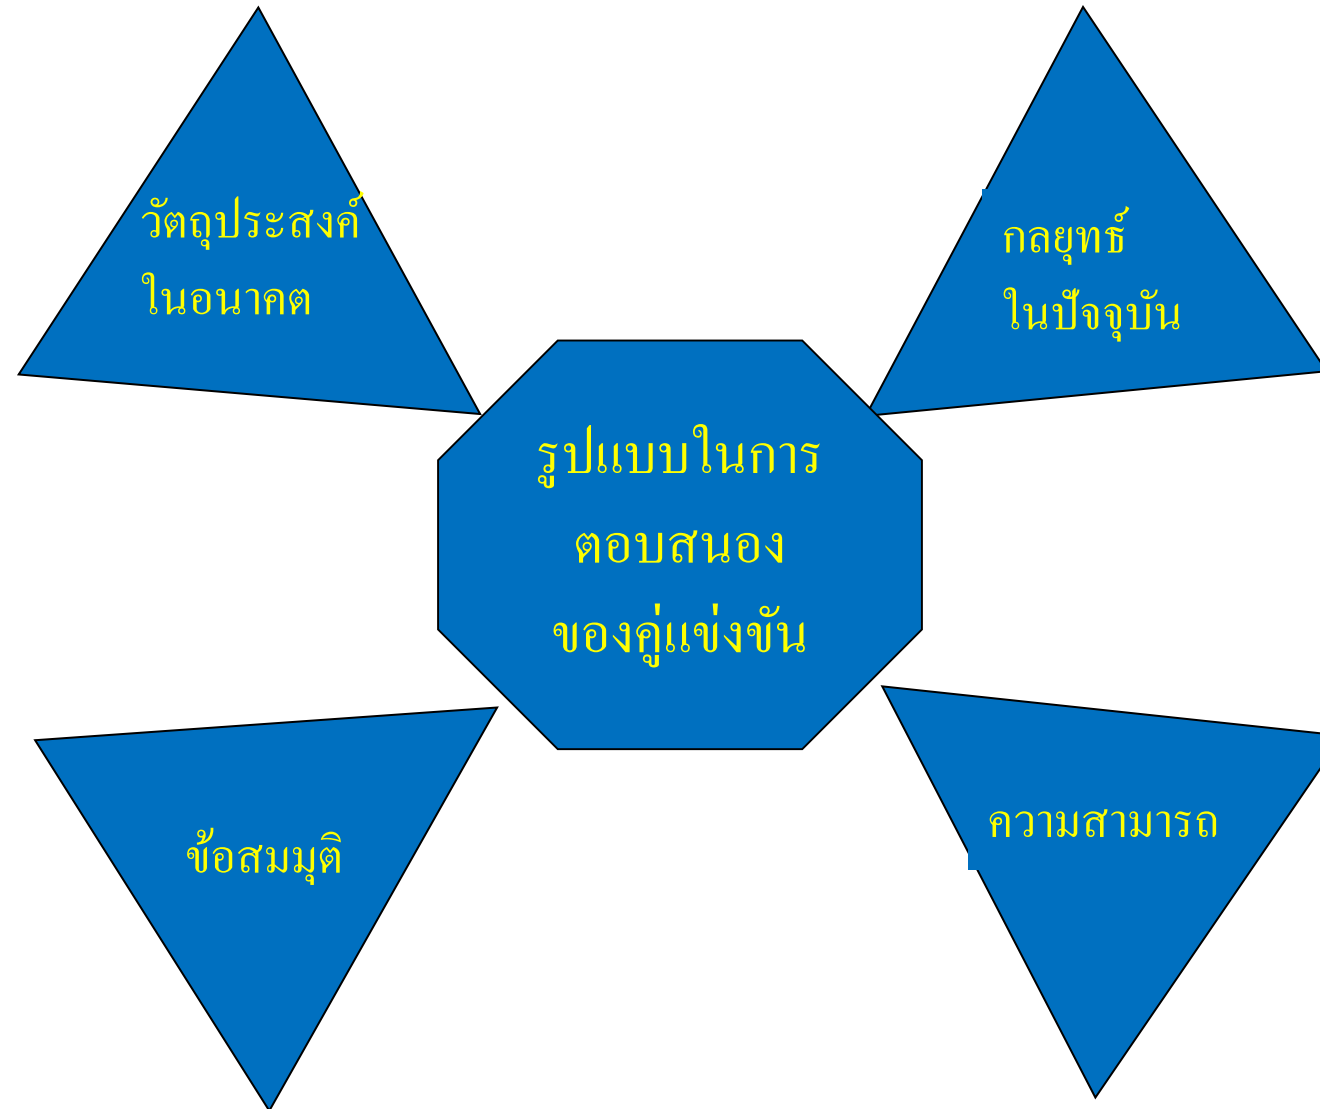 วัตถุประสงค์
ในอนาคต
กลยุทธ์
ในปัจจุบัน
รูปแบบในการ
ตอบสนอง
ของคู่แข่งขัน
ข้อสมมุติ
ความสามารถ